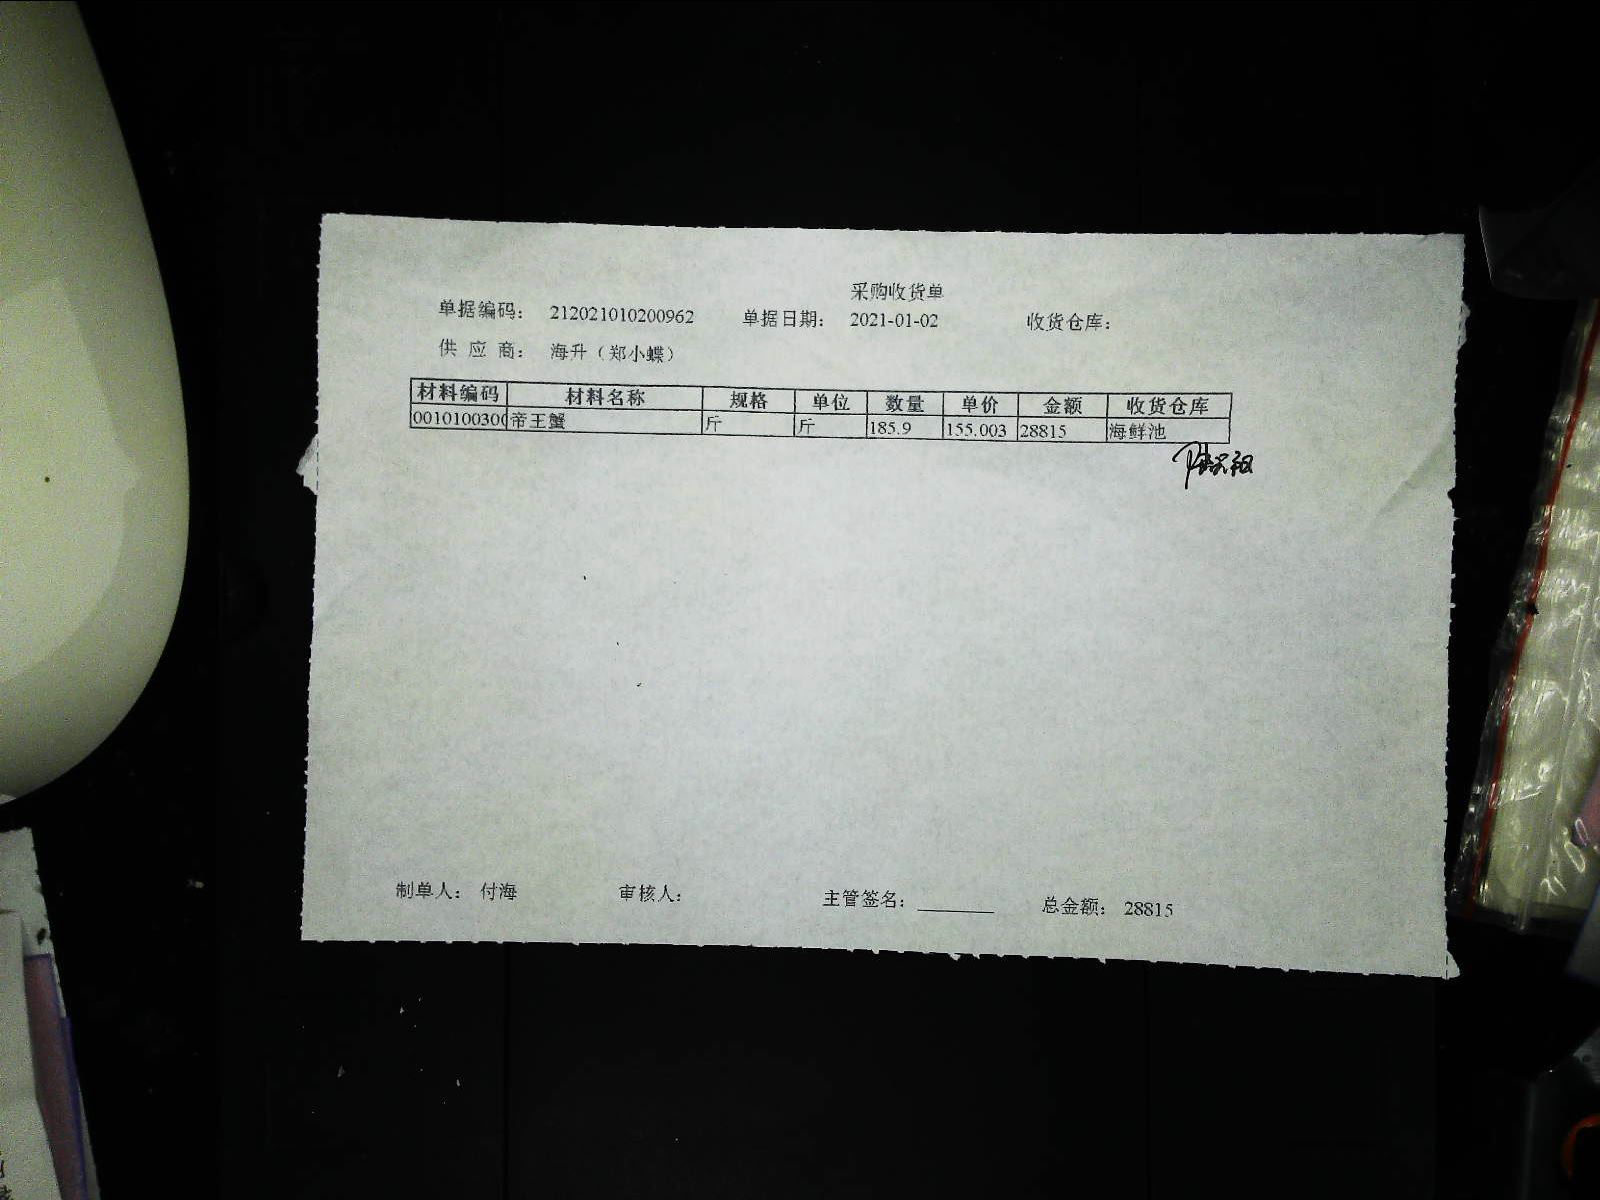 采购收货单
单据编码： 212021010200962 单据日期： 2021-01-02 收货仓库：
供 应 商： 海升（郑小蝶）
材料编码 材料名称 规格 单位 数量 单价 金额 收货仓库
0010100300 帝王蟹 斤 斤 185.9 155.003 28815 海鲜池
制单人： 付海 审核人： 主管签名： 总金额： 28815